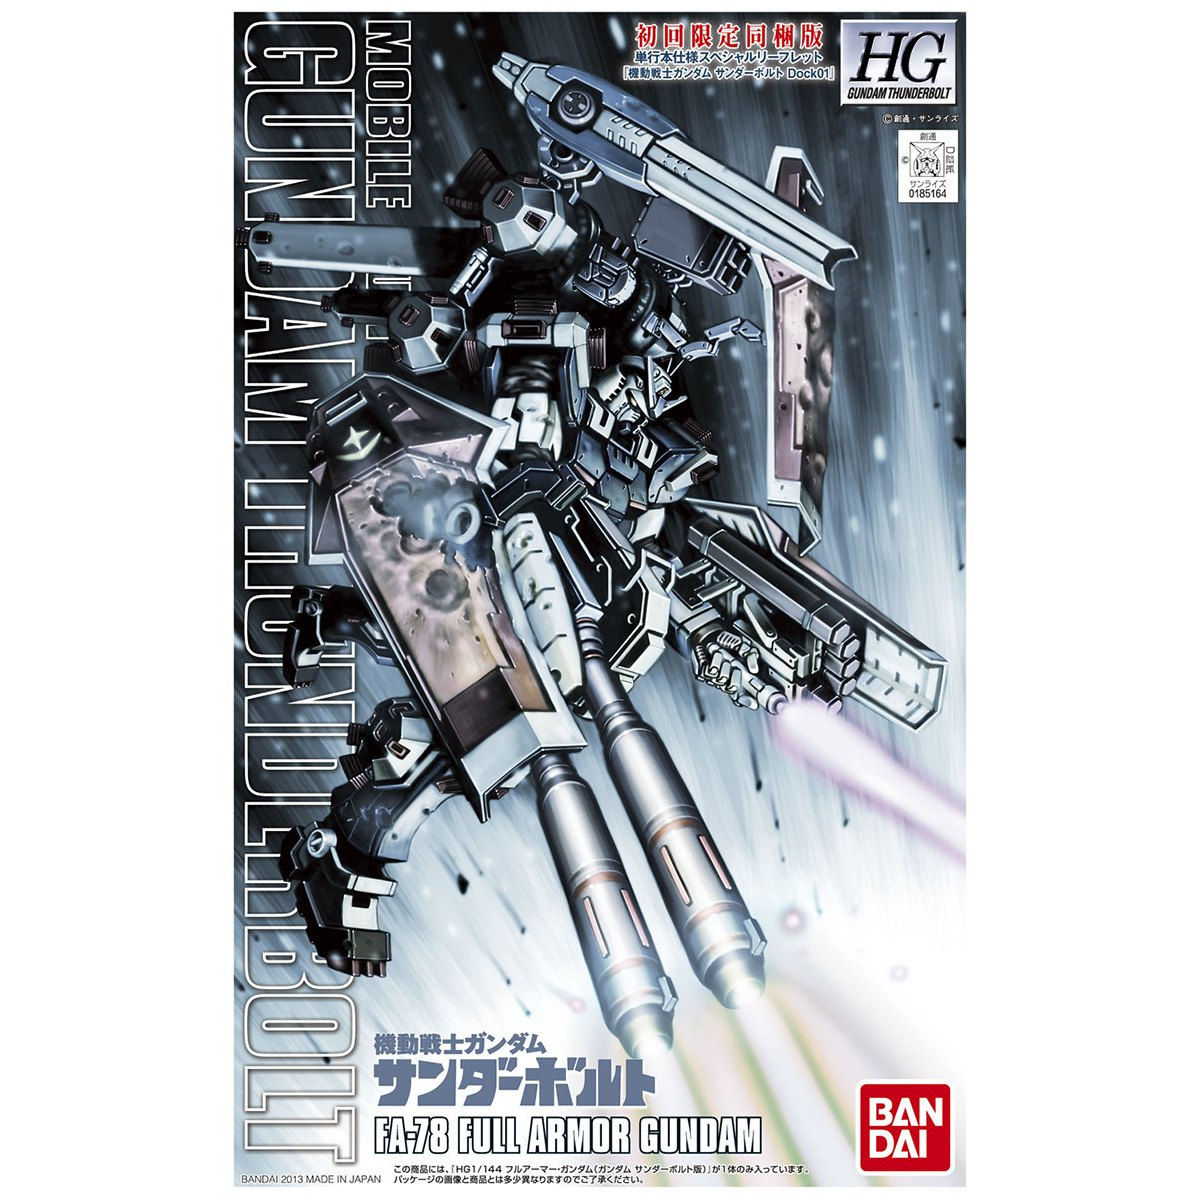 MOBILE SUIT
GUNDAM THUNDERBOLT
初回限定同梱版
単行本仕様スペシャルリーフレット
『機動戦士ガンダム サンダーボルト Dock01』
HG
GUNDAM THUNDERBOLT
©創通・サンライズ
創通
©
D証紙
サンライズ
0185164
機動戦士ガンダム
サンダーボルト
FA-78 FULL ARMOR GUNDAM
BAN
DAI
BANDAI 2013 MADE IN JAPAN
この商品には、「HG1/144 フルアーマー・ガンダム(ガンダム サンダーボルト版)」が1体のみ入っています。
パッケージの画像と商品とは多少異なりますのでご了承ください。